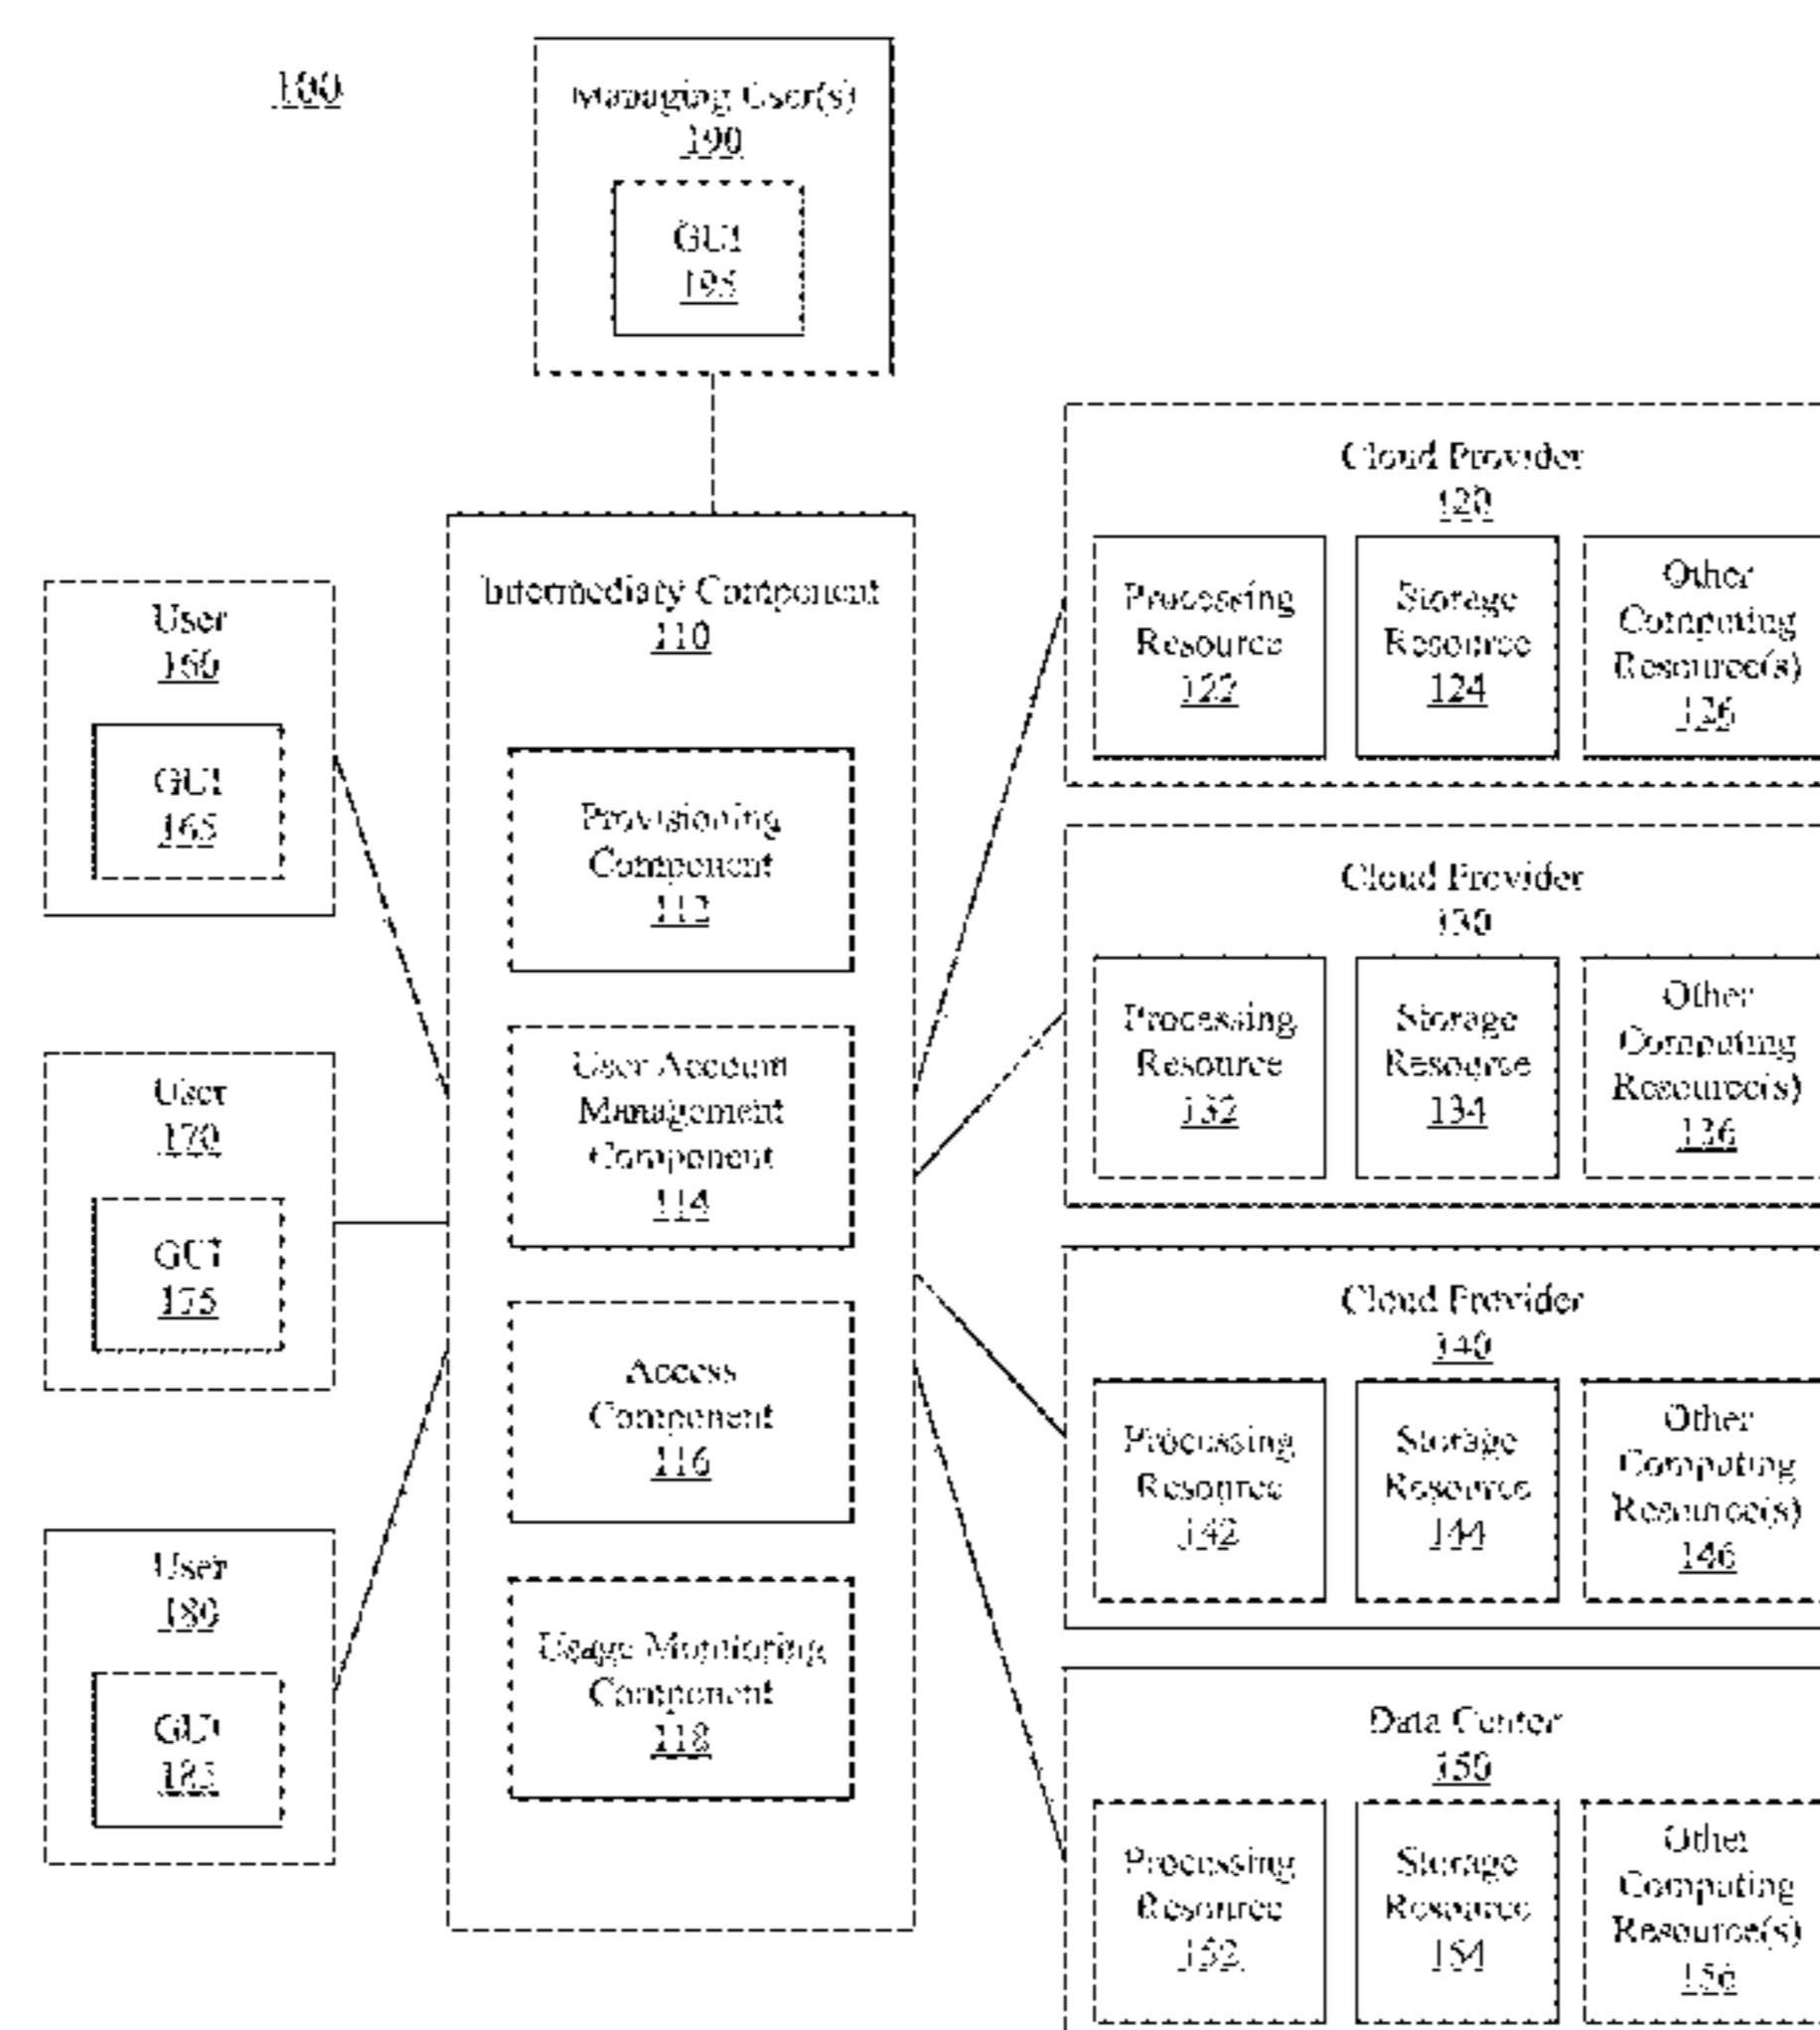 100
Managing User(s)
190
GUI
195
Intermediary Component
110
Provisioning
Component
112
User Account
Management
Component
114
Access
Component
116
Usage Monitoring
Component
118
User
160
GUI
165
User
170
GUI
175
User
180
GUI
185
Cloud Provider
120
Processing
Resource
122
Storage
Resource
124
Other
Computing
Resource(s)
126
Cloud Provider
130
Processing
Resource
132
Storage
Resource
134
Other
Computing
Resource(s)
136
Cloud Provider
140
Processing
Resource
142
Storage
Resource
144
Other
Computing
Resource(s)
146
Data Center
150
Processing
Resource
152
Storage
Resource
154
Other
Computing
Resource(s)
156